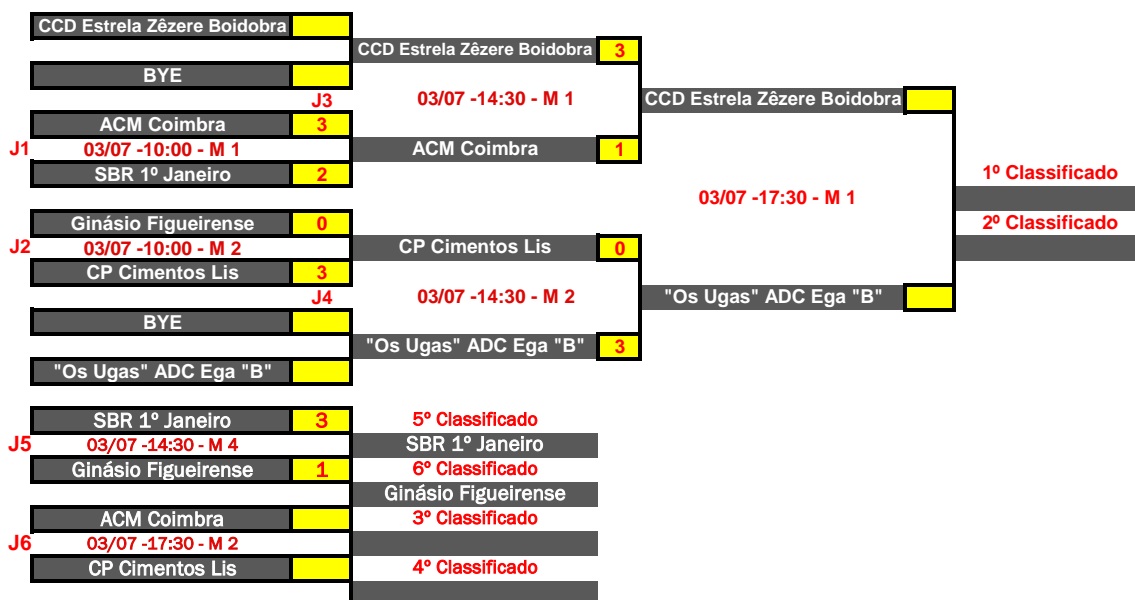 CCD Estrela Zêzere Boidobra
CCD Estrela Zêzere Boidobra 3
BYE
J3
03/07 -14:30 - M 1
CCD Estrela Zêzere Boidobra
ACM Coimbra 3
J1 03/07 -10:00 - M 1
ACM Coimbra 1
SBR 1º Janeiro 2
1º Classificado
03/07 -17:30 - M 1
Ginásio Figueirense 0
2º Classificado
J2 03/07 -10:00 - M 2
CP Cimentos Lis 0
CP Cimentos Lis 3
J4
03/07 -14:30 - M 2
"Os Ugas" ADC Ega "B"
BYE
"Os Ugas" ADC Ega "B" 3
"Os Ugas" ADC Ega "B"
SBR 1º Janeiro 3
5º Classificado
J5 03/07 -14:30 - M 4
SBR 1º Janeiro
Ginásio Figueirense 1
6º Classificado
Ginásio Figueirense
ACM Coimbra
3º Classificado
J6 03/07 -17:30 - M 2
CP Cimentos Lis
4º Classificado